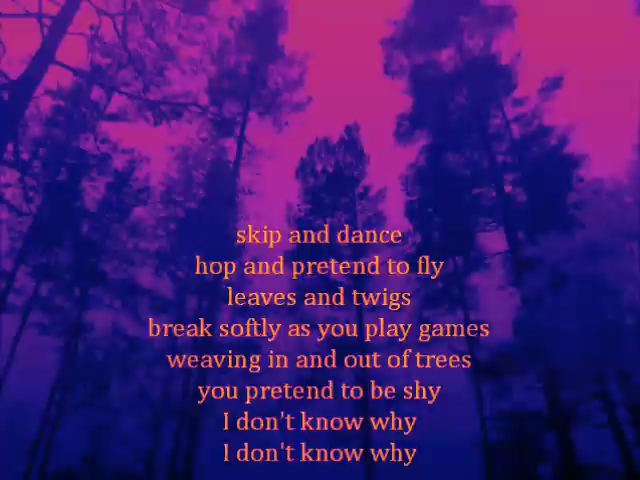 skip and dance
hop and pretend to fly
leaves and twigs
break softly as you play games
weaving in and out of trees
you pretend to be shy
I don't know why
I don't know why